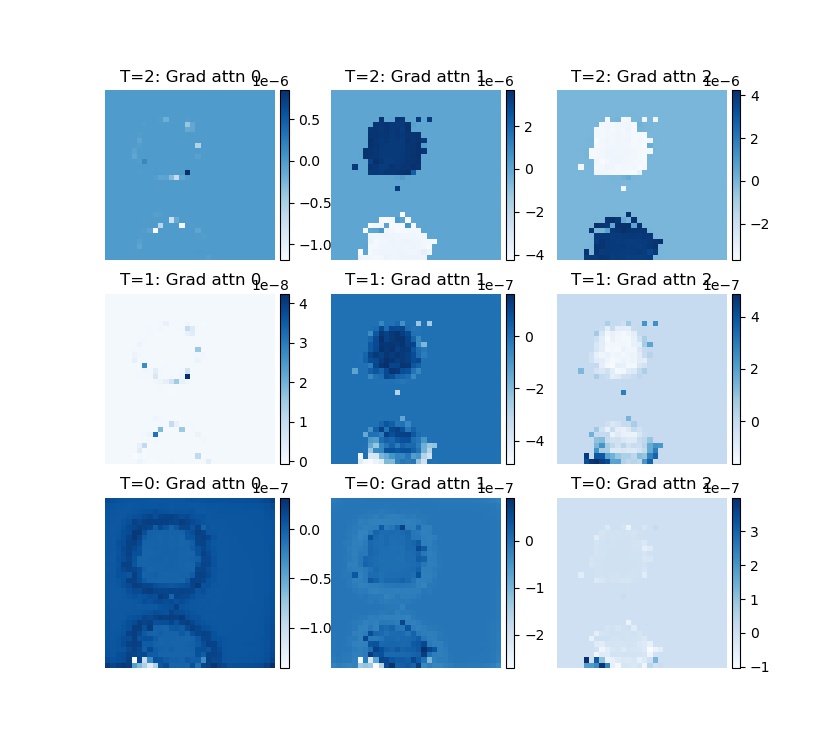 T=2: Grad attn 0
1e−6
T=2: Grad attn 1
1e−6
T=2: Grad attn 2
1e−6
0.5
0.0
−0.5
−1.0
2
0
−2
−4
4
2
0
−2
T=1: Grad attn 0
1e−8
T=1: Grad attn 1
1e−7
T=1: Grad attn 2
1e−7
4
3
2
1
0
0
−2
−4
4
2
0
T=0: Grad attn 0
1e−7
T=0: Grad attn 1
1e−7
T=0: Grad attn 2
1e−7
0.0
−0.5
−1.0
0
−1
−2
3
2
1
0
−1